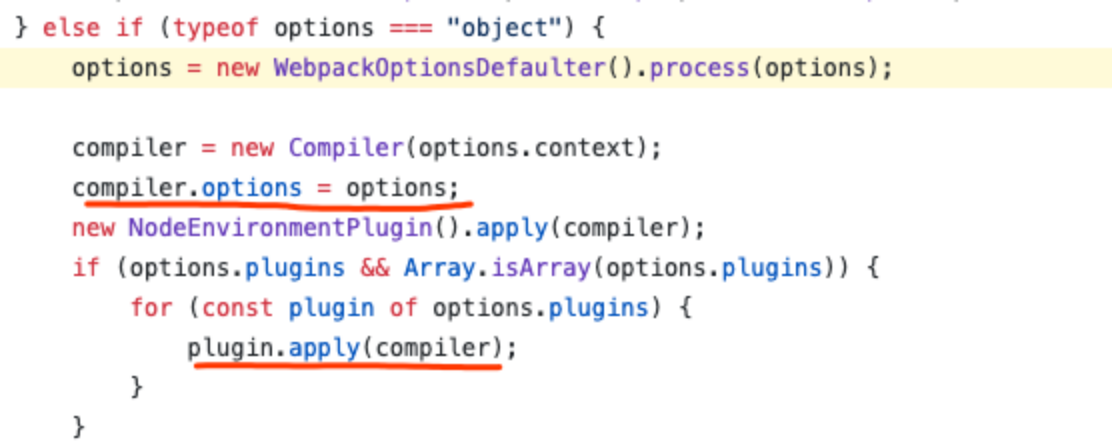 } else if (typeof options === "object") {
    options = new WebpackOptionsDefaulter().process(options);

    compiler = new Compiler(options.context);
    compiler.options = options;
    new NodeEnvironmentPlugin().apply(compiler);
    if (options.plugins && Array.isArray(options.plugins)) {
        for (const plugin of options.plugins) {
            plugin.apply(compiler);
        }
    }